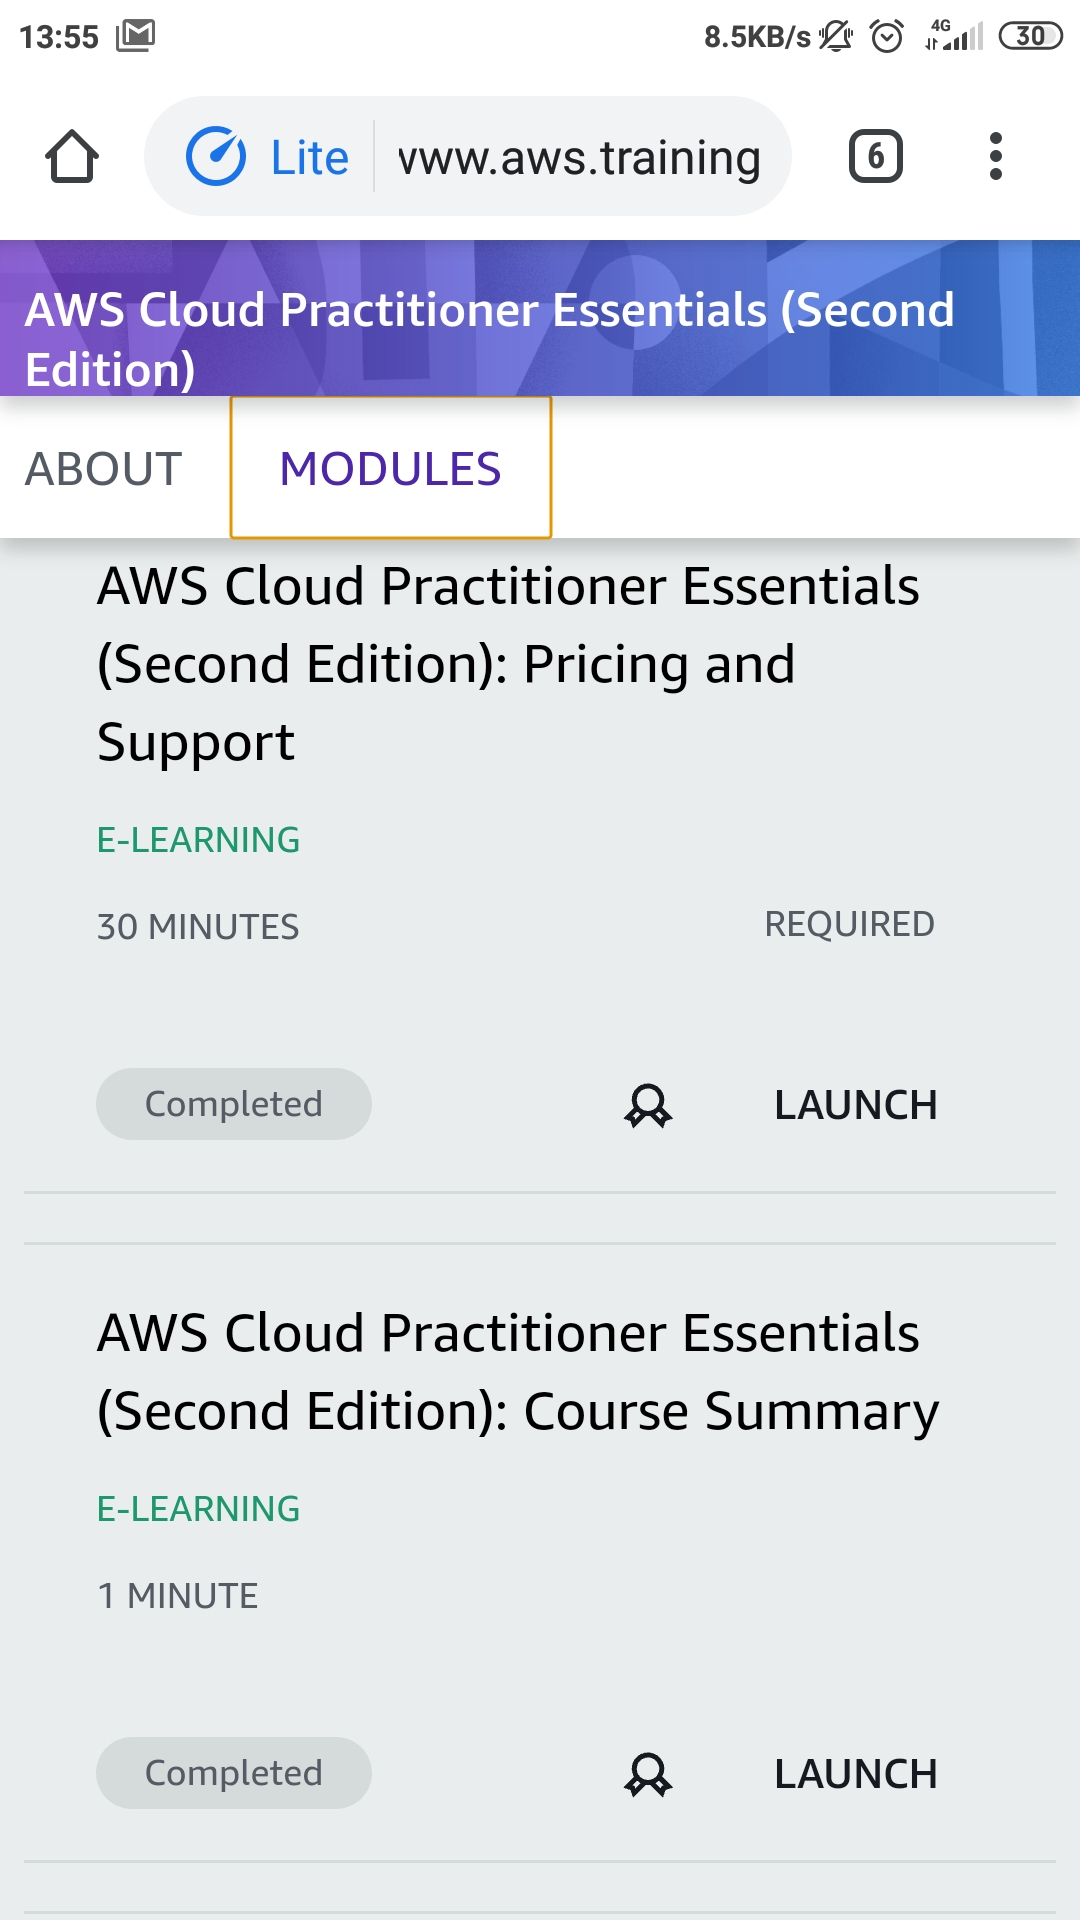 13:55
8.5KB/s
4G
30
Lite
www.aws.training
6
AWS Cloud Practitioner Essentials (Second
Edition)
ABOUT
MODULES
AWS Cloud Practitioner Essentials
(Second Edition): Pricing and
Support
E-LEARNING
30 MINUTES
REQUIRED
Completed
LAUNCH
AWS Cloud Practitioner Essentials
(Second Edition): Course Summary
E-LEARNING
1 MINUTE
Completed
LAUNCH